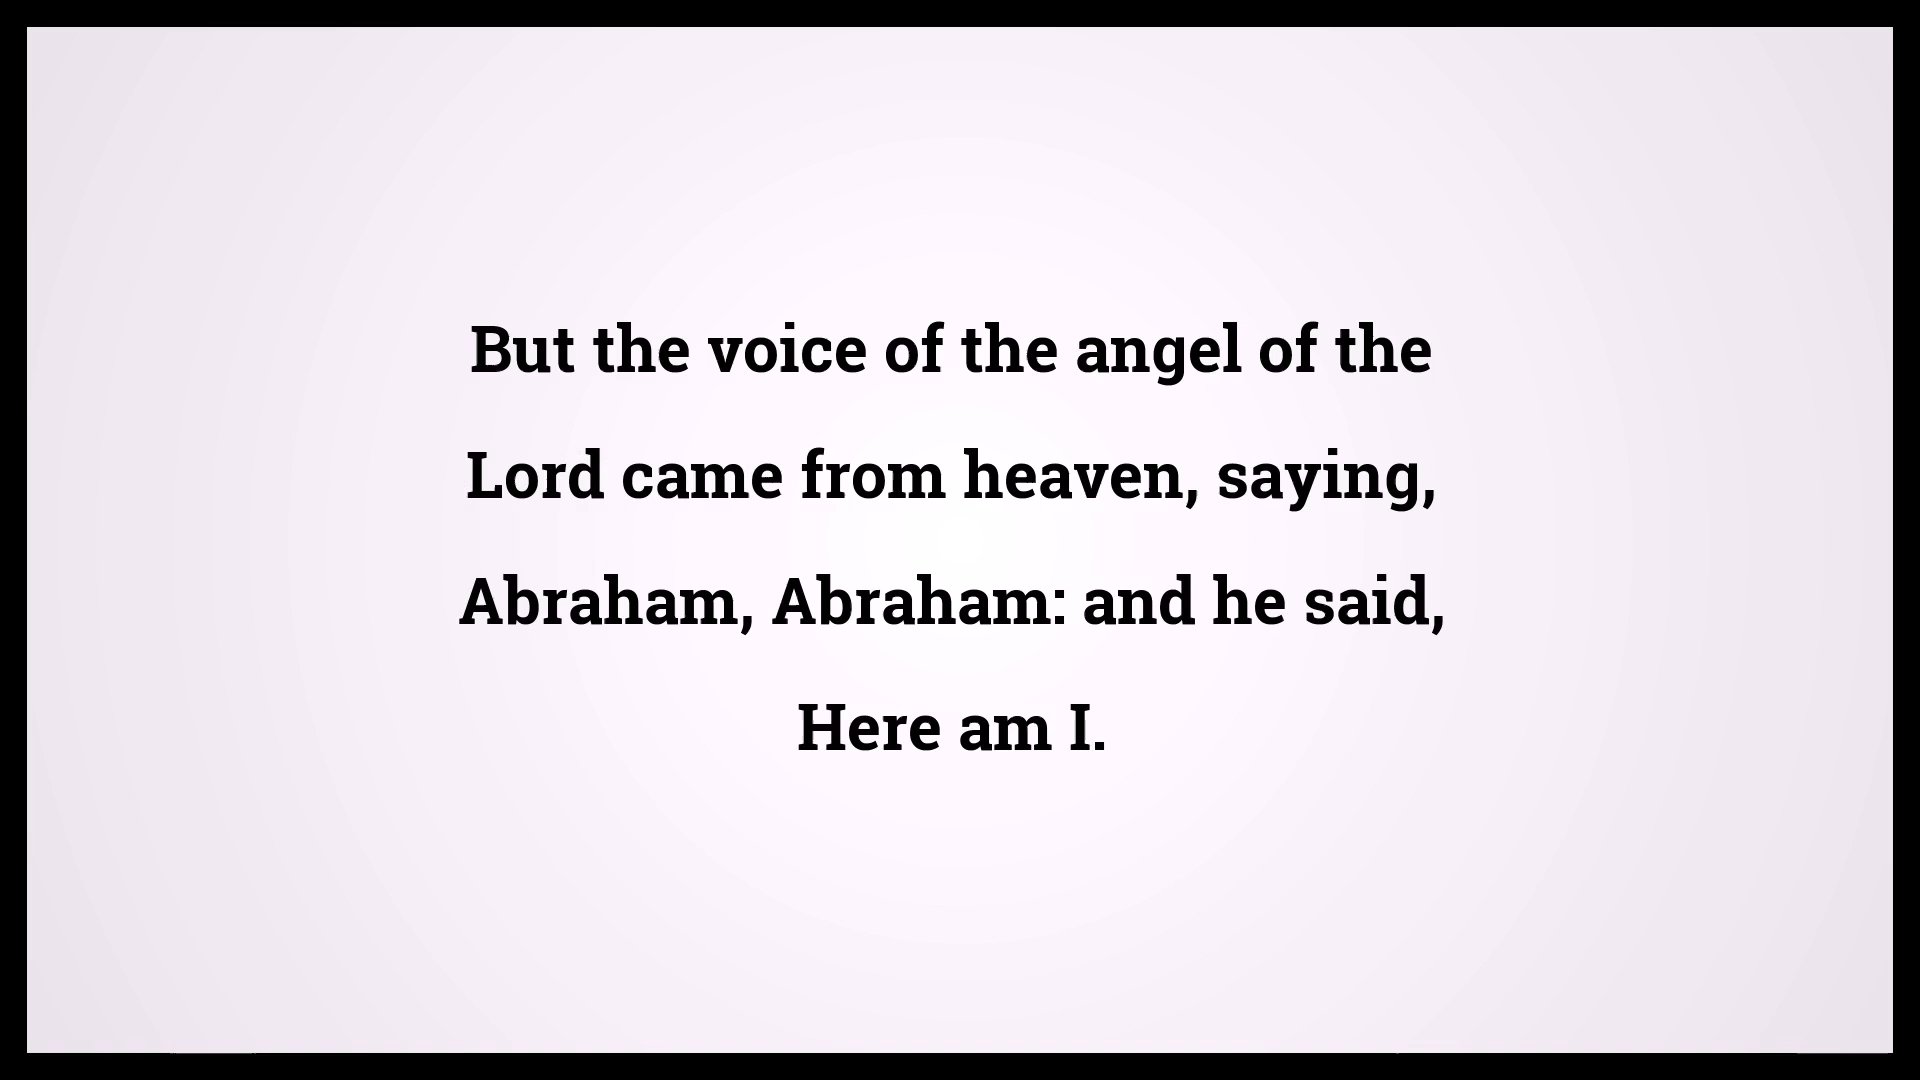 But the voice of the angel of the
Lord came from heaven, saying,
Abraham, Abraham: and he said,
Here am I.